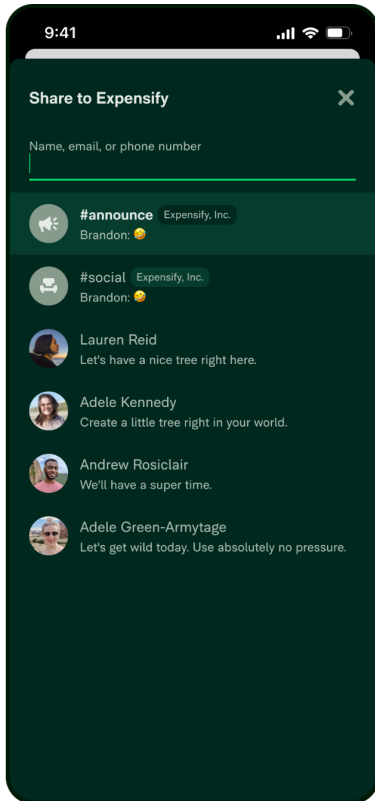 9:41
Share to Expensify
Name, email, or phone number
#announce Expensify, Inc.
Brandon: 🤣
#social Expensify, Inc.
Brandon: 🤣
Lauren Reid
Let's have a nice tree right here.
Adele Kennedy
Create a little tree right in your world.
Andrew Rosiclair
We'll have a super time.
Adele Green-Armytage
Let's get wild today. Use absolutely no pressure.